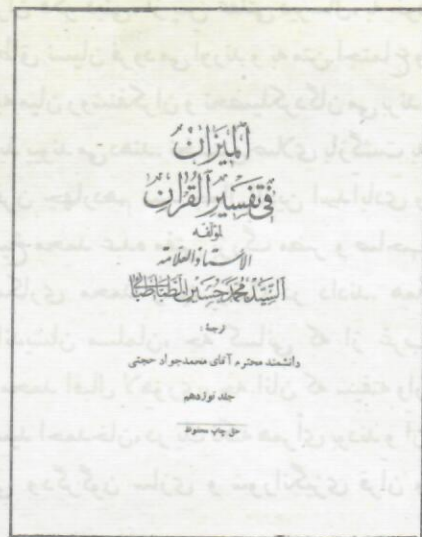 المیزان
فی تفسیر القرآن
لمؤلفه
الاستاذ العلامة
السید محمد حسین الطباطبائی
ترجمة:
دانشمند محترم آقای محمدجواد حجتی
جلد نوزدهم
حق چاپ محفوظ